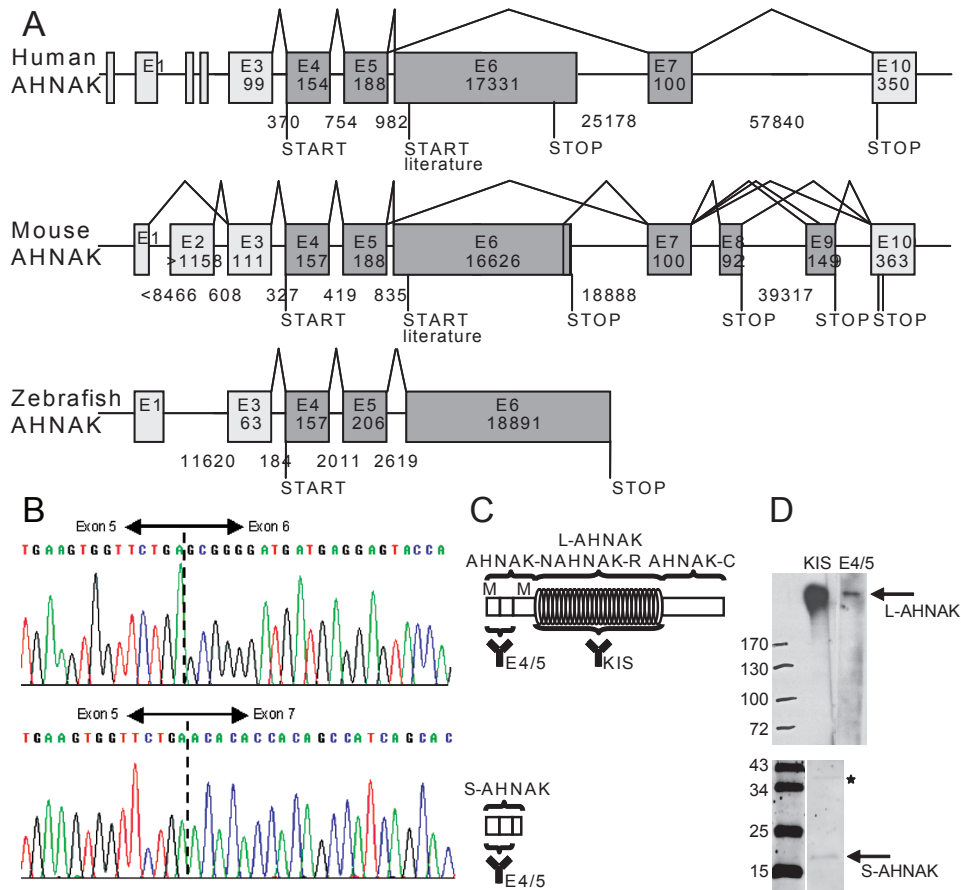 A
Human
AHNAK
E1
E3
99
E4
154
E5
188
E6
17331
E7
100
E10
350
370 754 982 25178 57840
START
START
literature
STOP
STOP
Mouse
AHNAK
E1
E2
>1158
E3
111
E4
157
E5
188
E6
16626
E7
100
E8
92
E9
149
E10
363
<8466 608 327 419 835 18888 39317
START
START
literature
STOP
STOP
STOP
STOP
Zebrafish
AHNAK
E1
E3
63
E4
157
E5
206
E6
18891
11620 184 2011 2619
START
STOP
B
Exon 5 Exon 6
TGAAGTGGTTCTGAGCGGGGATGATGAGGAGTACCA
Exon 5 Exon 7
TGAAGTGGTTCTGAACACACCACAGCCATCAGCAC
C
L-AHNAK
AHNAK-NAHNAK-R AHNAK-C
M M
E4/5 KIS
S-AHNAK
E4/5
D
KIS E4/5
L-AHNAK
170
130
100
72
43
34
25
15
S-AHNAK